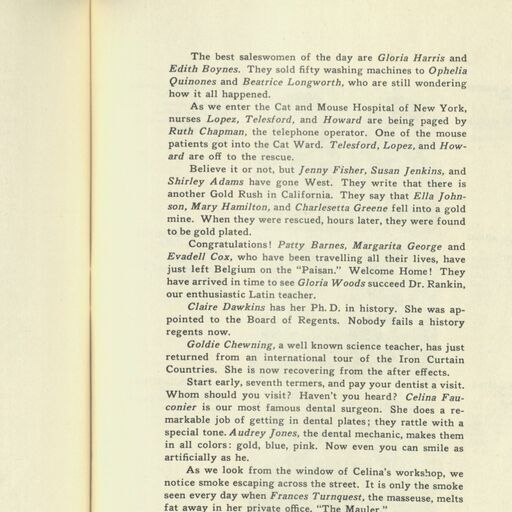 The best saleswomen of the day are Gloria Harris and
Edith Boynes. They sold fifty washing machines to Ophelia
Quinones and Beatrice Longworth, who are still wondering
how it all happened.
As we enter the Cat and Mouse Hospital of New York,
nurses Lopez, Telesford, and Howard are being paged by
Ruth Chapman, the telephone operator. One of the mouse
patients got into the Cat Ward. Telesford, Lopez, and How-
ard are off to the rescue.
Believe it or not, but Jenny Fisher, Susan Jenkins, and
Shirley Adams have gone West. They write that there is
another Gold Rush in California. They say that Ella John-
son, Mary Hamilton, and Charlesetta Greene fell into a gold
mine. When they were rescued, hours later, they were found
to be gold plated.
Congratulations! Patty Barnes, Margarita George and
Evadell Cox, who have been travelling all their lives, have
just left Belgium on the "Paisan." Welcome Home! They
have arrived in time to see Gloria Woods succeed Dr. Rankin,
our enthusiastic Latin teacher.
Claire Dawkins has her Ph. D. in history. She was ap-
pointed to the Board of Regents. Nobody fails a history
regents now.
Goldie Chewning, a well known science teacher, has just
returned from an international tour of the Iron Curtain
Countries. She is now recovering from the after effects.
Start early, seventh termers, and pay your dentist a visit.
Whom should you visit? Haven't you heard? Celina Fau-
conier is our most famous dental surgeon. She does a re-
markable job of getting in dental plates; they rattle with a
special tone. Audrey Jones, the dental mechanic, makes them
in all colors: gold, blue, pink. Now even you can smile as
artificially as he.
As we look from the window of Celina's workshop, we
notice smoke escaping across the street. It is only the smoke
seen every day when Frances Turnquest, the masseuse, melts
fat away in her private office, "The Mauler."